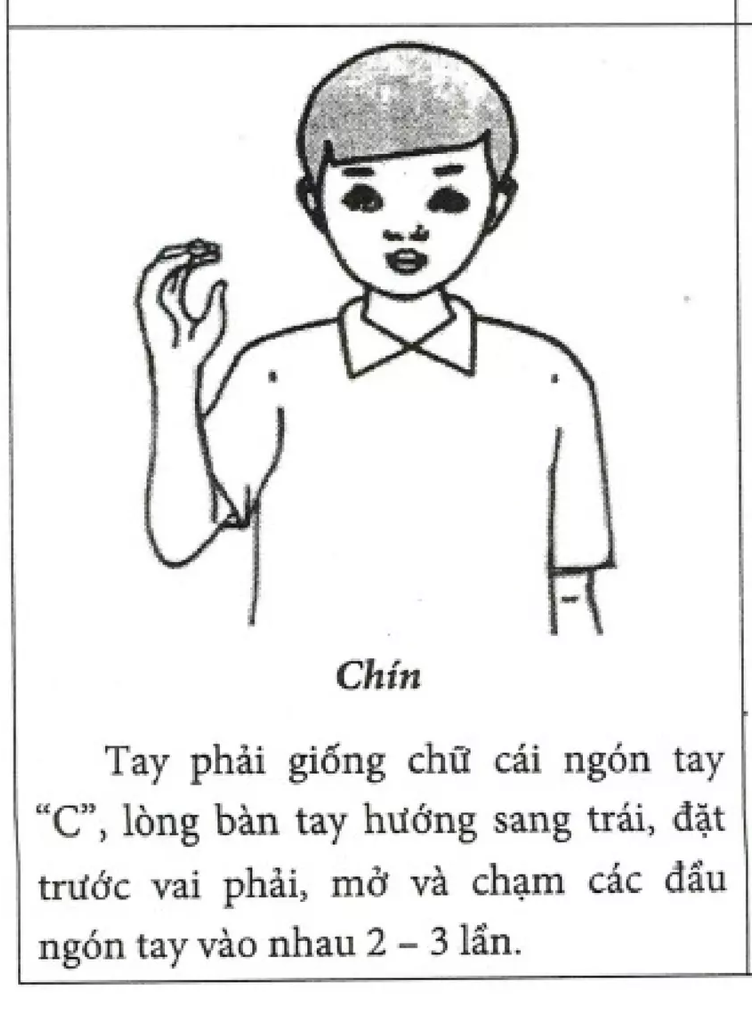 Chín
Tay phải giống chữ cái ngón tay
“C”, lòng bàn tay hướng sang trái, đặt
trước vai phải, mở và chạm các đầu
ngón tay vào nhau 2 – 3 lần.